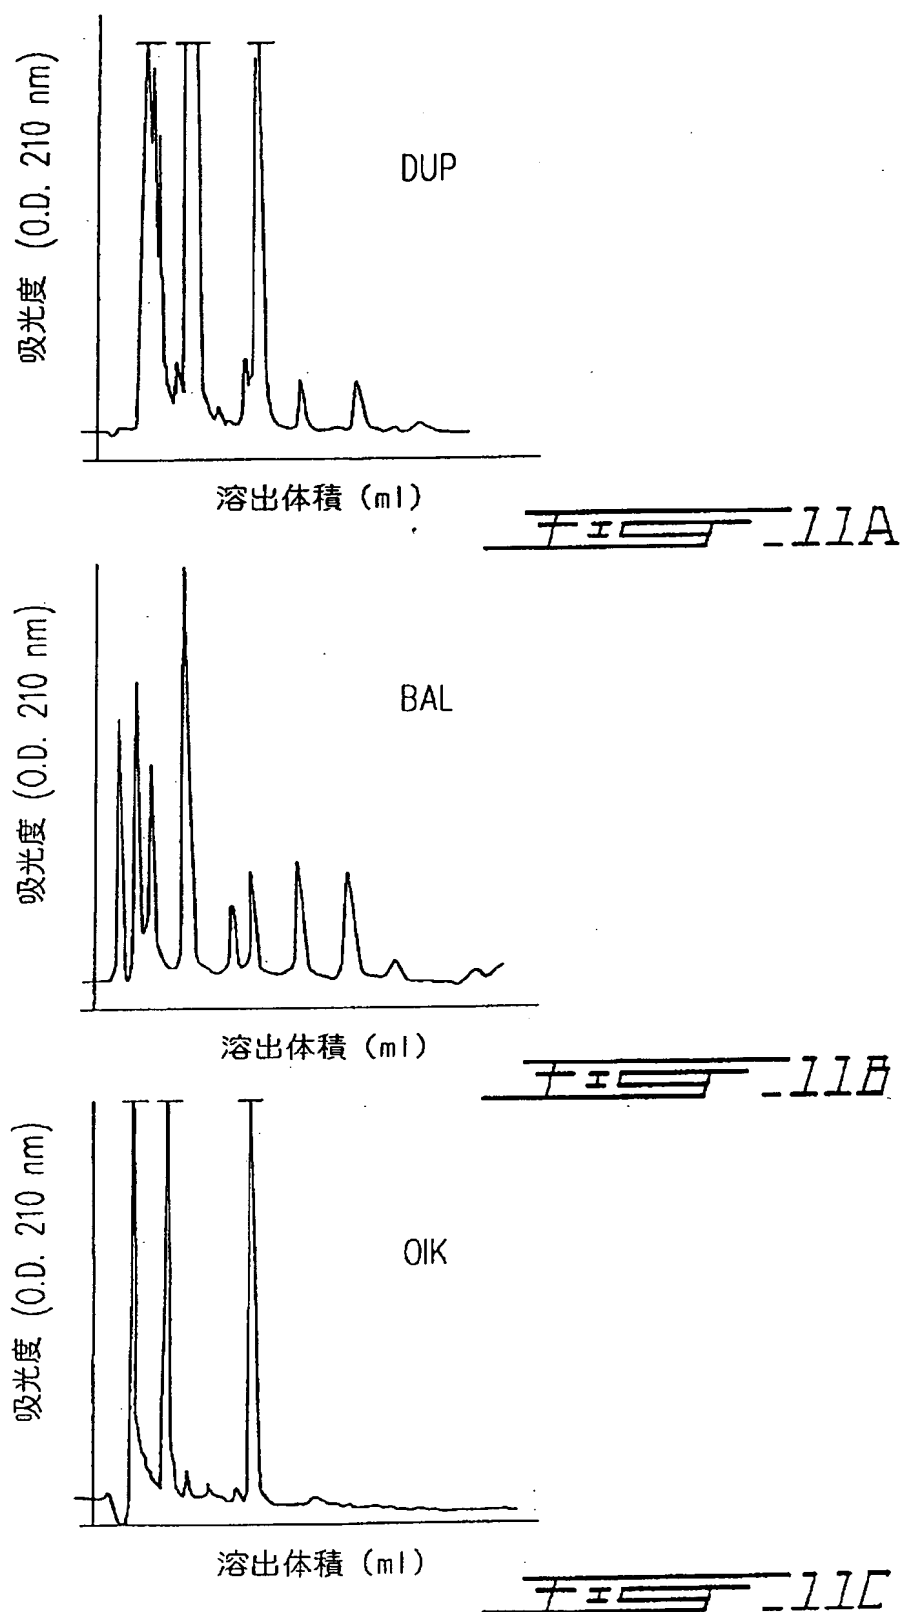 吸光度 (O.D. 210 nm)
DUP
溶出体積 (ml)
FIG_11A
吸光度 (O.D. 210 nm)
BAL
溶出体積 (ml)
FIG_11B
吸光度 (O.D. 210 nm)
OIK
溶出体積 (ml)
FIG_11C